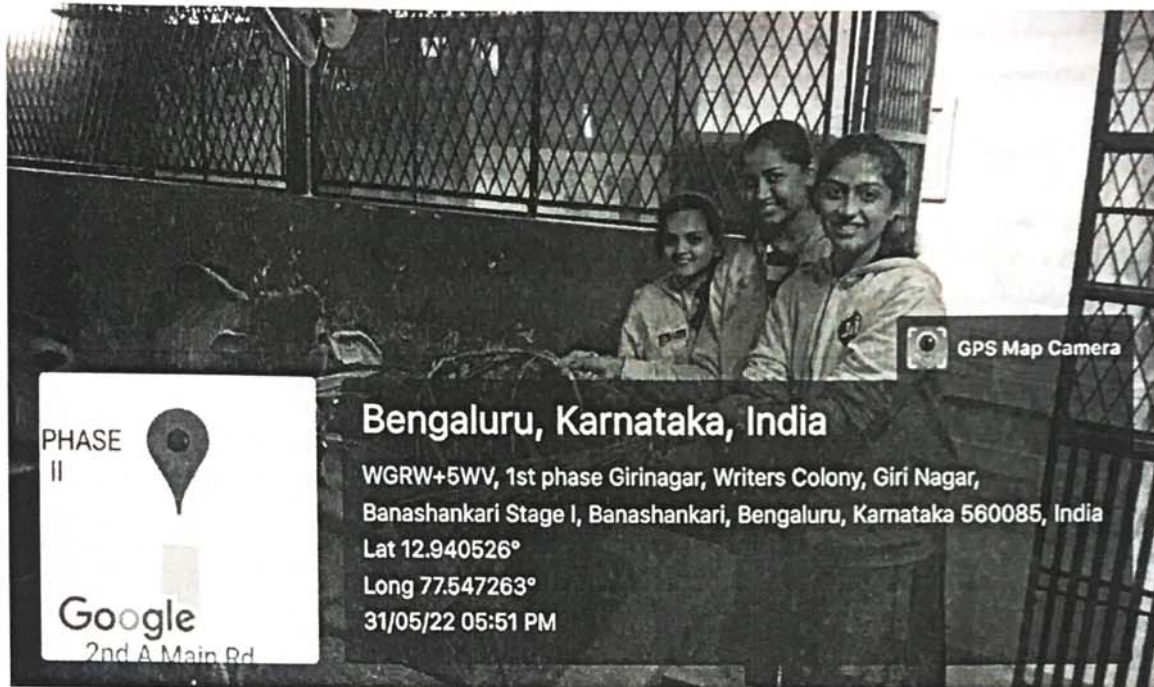 GPS Map Camera
PHASE
II
Google
2nd A Main Rd
Bengaluru, Karnataka, India
WGRW+5WV, 1st phase Girinagar, Writers Colony, Giri Nagar,
Banashankari Stage I, Banashankari, Bengaluru, Karnataka 560085, India
Lat 12.940526°
Long 77.547263°
31/05/22 05:51 PM